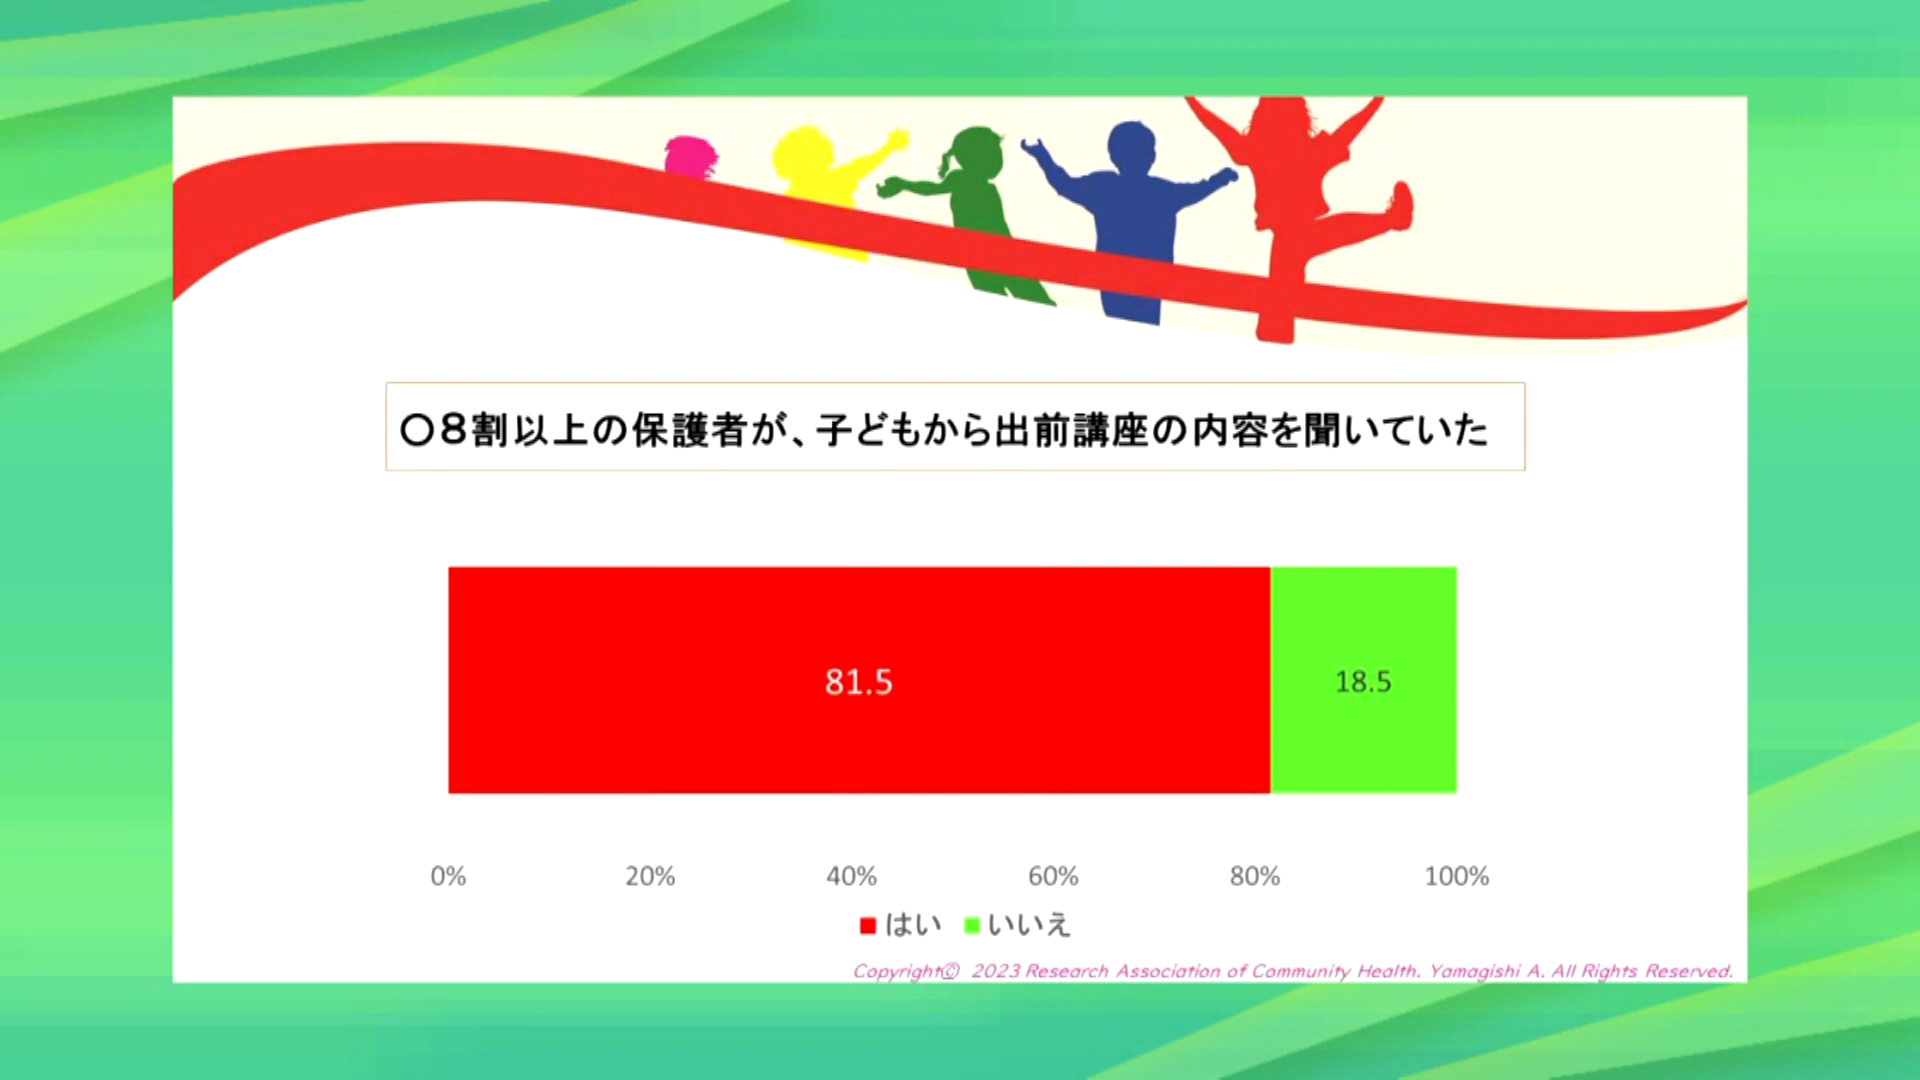 〇8割以上の保護者が、子どもから出前講座の内容を聞いていた
81.5
18.5
0% 20% 40% 60% 80% 100%
はい いいえ
Copyright© 2023 Research Association of Community Health. Yamagishi A. All Rights Reserved.